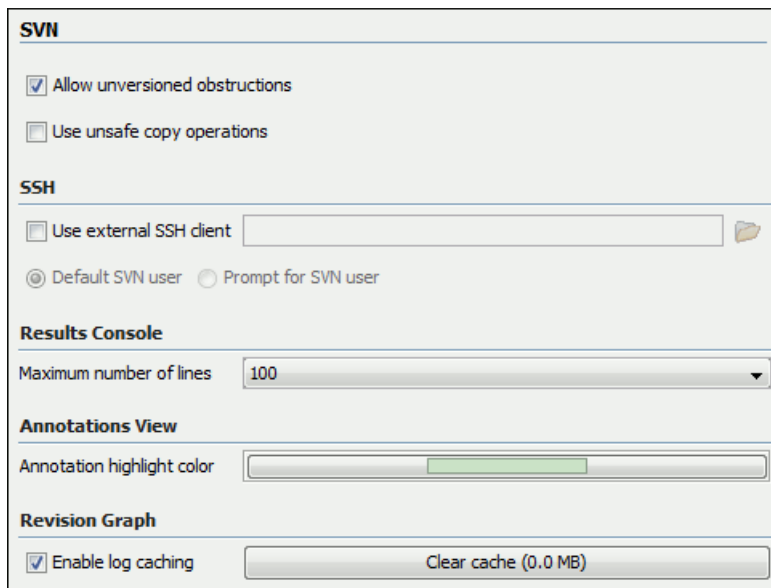 SVN
Allow unversioned obstructions
Use unsafe copy operations
SSH
Use external SSH client
Default SVN user Prompt for SVN user
Results Console
Maximum number of lines 100
Annotations View
Annotation highlight color
Revision Graph
Enable log caching Clear cache (0.0 MB)